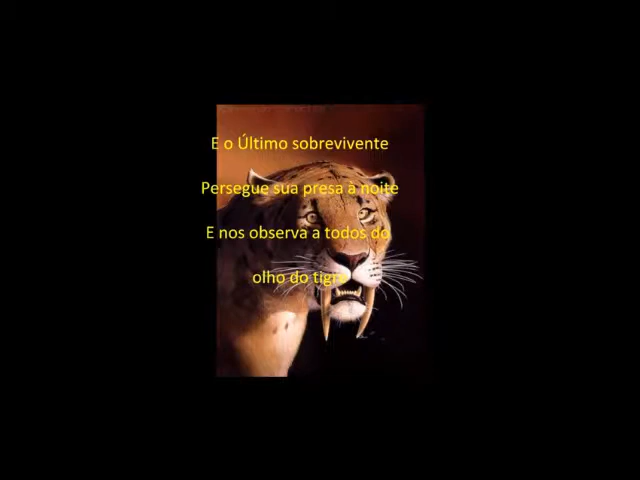 E o Último sobrevivente
Persegue sua presa à noite
E nos observa a todos do
olho do tigre